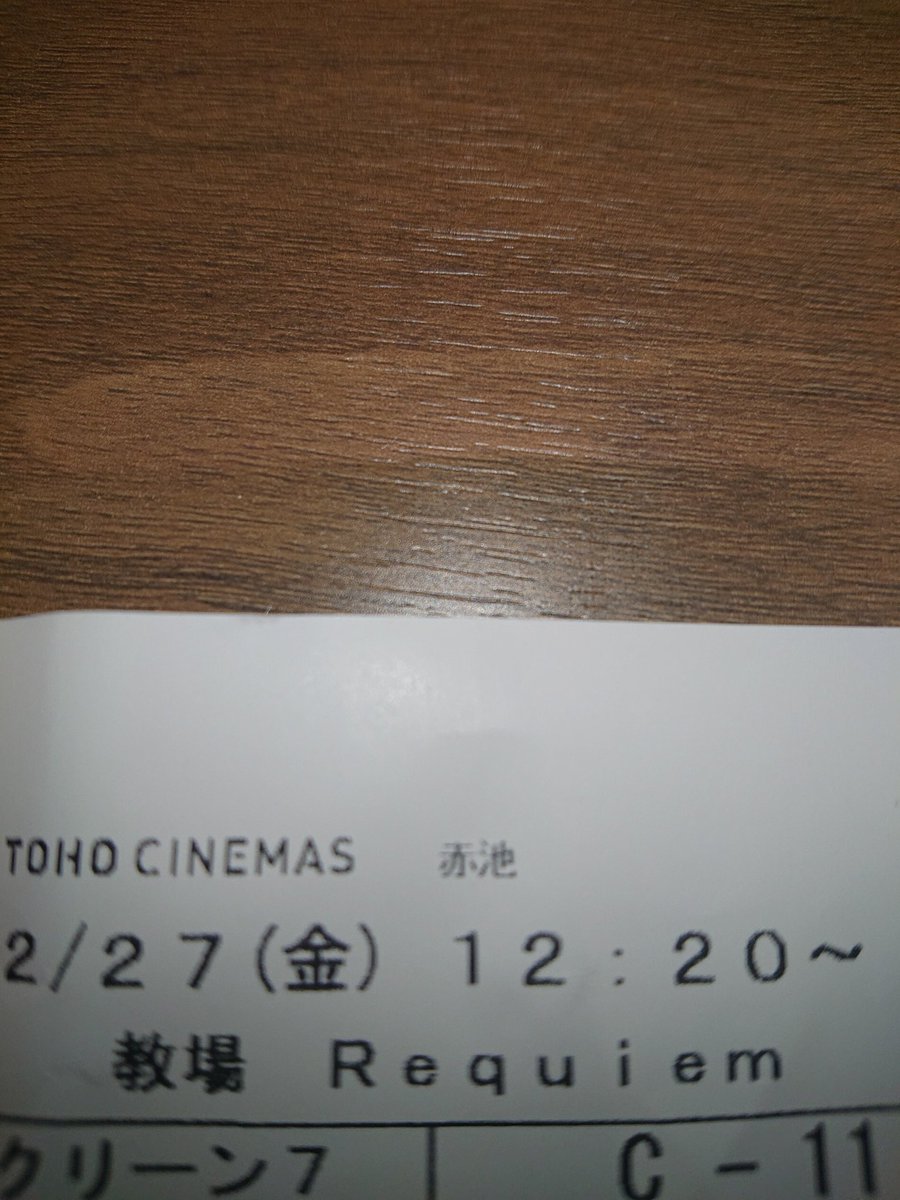 TOHO CINEMAS 赤池
2/27(金) 12:20~
教場 Requiem
クリーン7 C-11